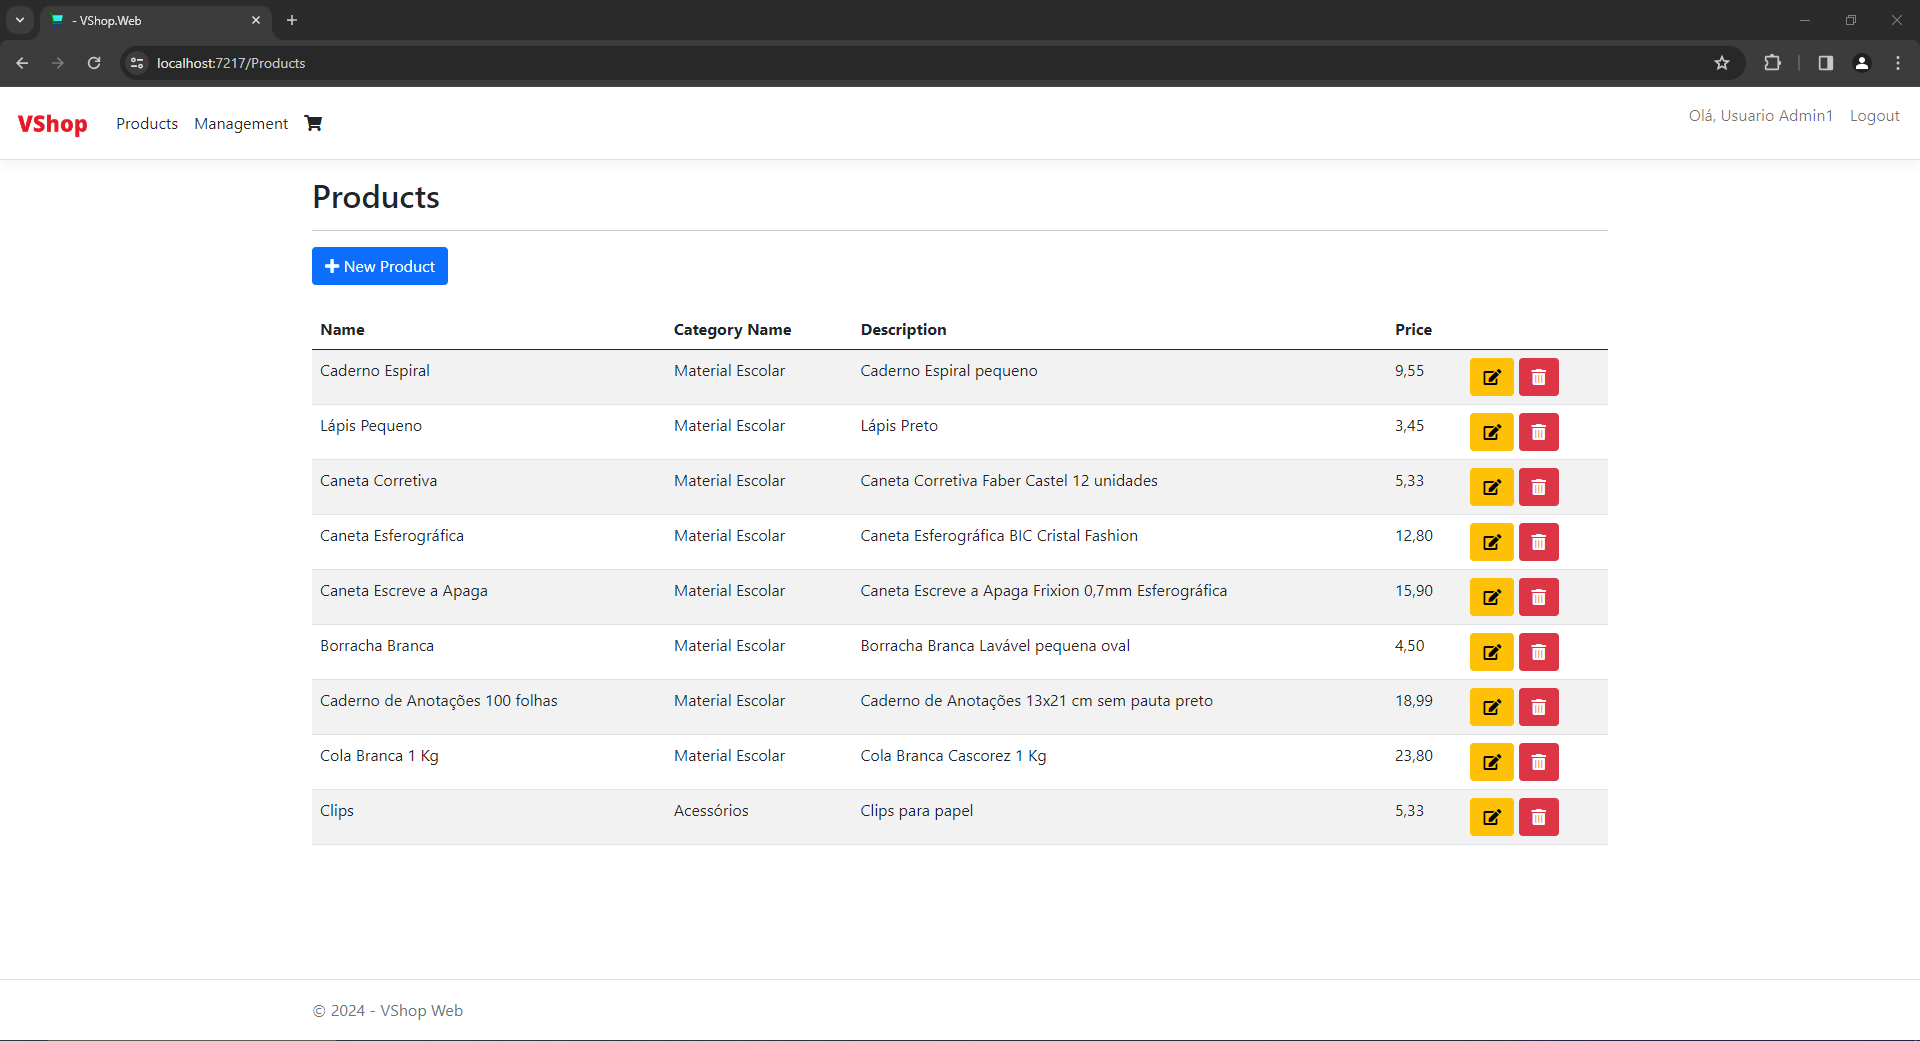 - VShop.Web
localhost:7217/Products
VShop Products Management Olá, Usuario Admin1 Logout
Products
New Product
Name Category Name Description Price
Caderno Espiral Material Escolar Caderno Espiral pequeno 9,55
Lápis Pequeno Material Escolar Lápis Preto 3,45
Caneta Corretiva Material Escolar Caneta Corretiva Faber Castel 12 unidades 5,33
Caneta Esferográfica Material Escolar Caneta Esferográfica BIC Cristal Fashion 12,80
Caneta Escreve a Apaga Material Escolar Caneta Escreve a Apaga Frixion 0,7mm Esferográfica 15,90
Borracha Branca Material Escolar Borracha Branca Lavável pequena oval 4,50
Caderno de Anotações 100 folhas Material Escolar Caderno de Anotações 13x21 cm sem pauta preto 18,99
Cola Branca 1 Kg Material Escolar Cola Branca Cascorez 1 Kg 23,80
Clips Acessórios Clips para papel 5,33
© 2024 - VShop Web